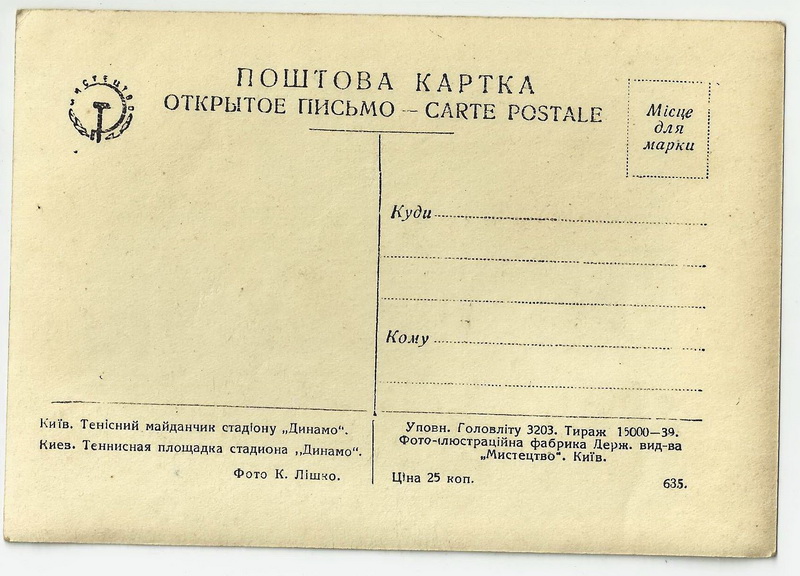 МИСТЕЦТВО
ПОШТОВА КАРТКА
ОТКРЫТОЕ ПИСЬМО — CARTE POSTALE
Місце
для
марки
Куди
Кому
Київ. Тенісний майданчик стадіону „Динамо“.
Киев. Теннисная площадка стадиона „Динамо“.
Фото К. Лішко.
Уповн. Головліту 3203. Тираж 15000—39.
Фото-ілюстраційна фабрика Держ. вид-ва
„Мистецтво“. Київ.
Ціна 25 коп.
635.